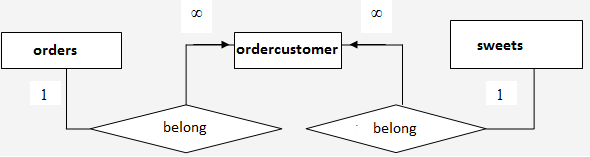 ∞ ∞
orders ordercustomer sweets
1 1
belong belong